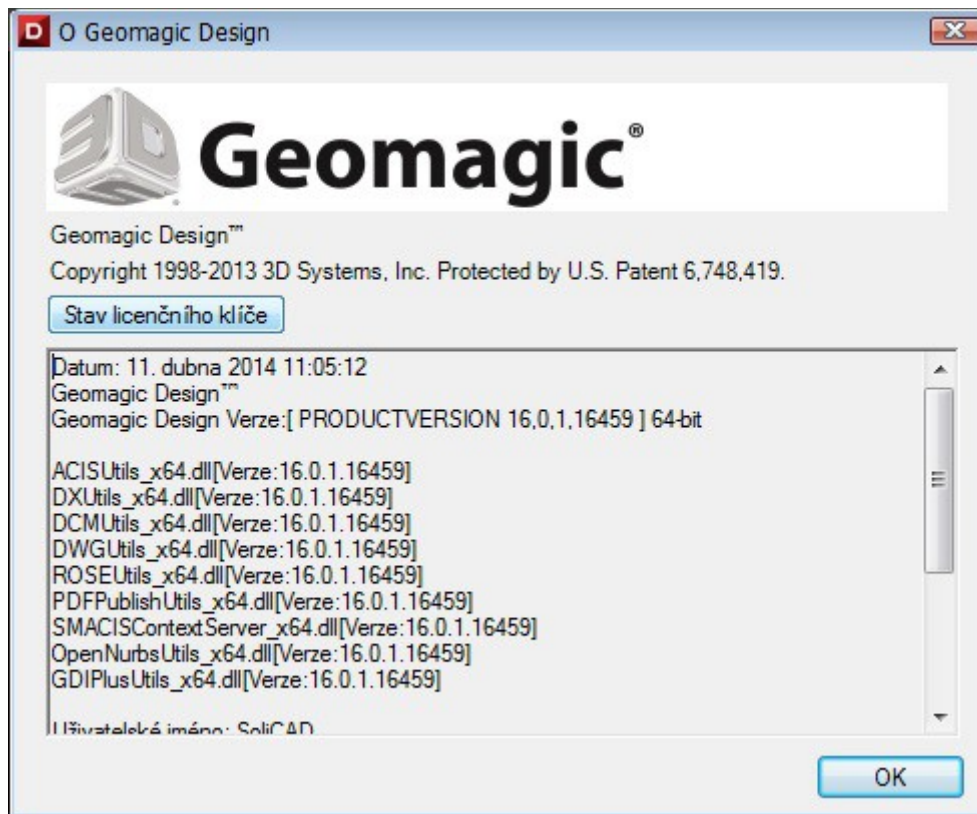 D O Geomagic Design
3DS Geomagic®
Geomagic Design™
Copyright 1998-2013 3D Systems, Inc. Protected by U.S. Patent 6,748,419.
Stav licenčního klíče
Datum: 11. dubna 2014 11:05:12
Geomagic Design™
Geomagic Design Verze:[ PRODUCTVERSION 16,0,1,16459 ] 64-bit
ACISUtils_x64.dll[Verze:16.0.1.16459]
DXUtils_x64.dll[Verze:16.0.1.16459]
DCMUtils_x64.dll[Verze:16.0.1.16459]
DWGUtils_x64.dll[Verze:16.0.1.16459]
ROSEUtils_x64.dll[Verze:16.0.1.16459]
PDFPublishUtils_x64.dll[Verze:16.0.1.16459]
SMACISContextServer_x64.dll[Verze:16.0.1.16459]
OpenNurbsUtils_x64.dll[Verze:16.0.1.16459]
GDIPlusUtils_x64.dll[Verze:16.0.1.16459]
Uživatelské jméno: SoliCAD
OK